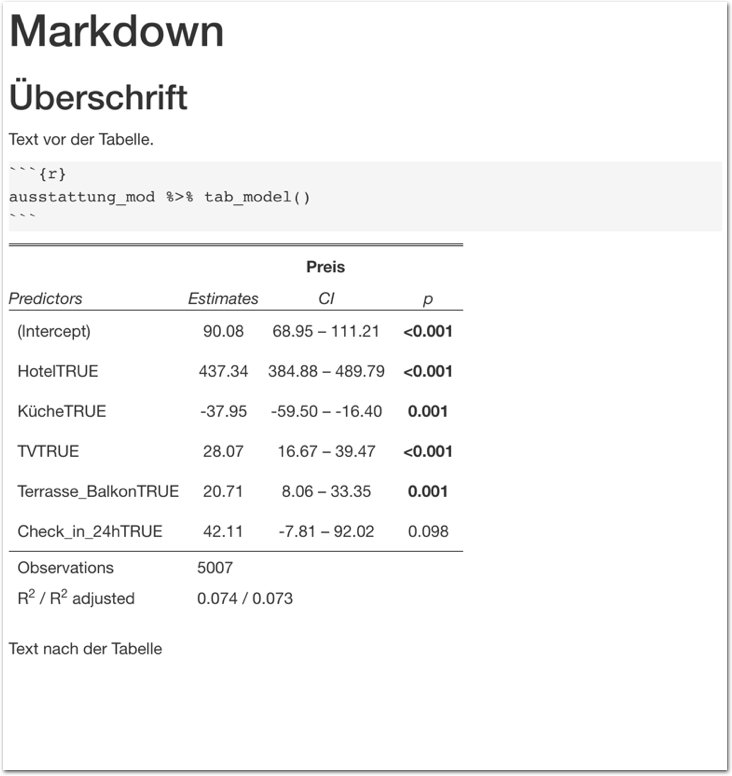 Markdown
Überschrift
Text vor der Tabelle.
```{r}
ausstattung_mod %>% tab_model()
```
Preis
Predictors Estimates CI p
(Intercept) 90.08 68.95 – 111.21 <0.001
HotelTRUE 437.34 384.88 – 489.79 <0.001
KücheTRUE -37.95 -59.50 – -16.40 0.001
TVTRUE 28.07 16.67 – 39.47 <0.001
Terrasse_BalkonTRUE 20.71 8.06 – 33.35 0.001
Check_in_24hTRUE 42.11 -7.81 – 92.02 0.098
Observations 5007
R² / R² adjusted 0.074 / 0.073
Text nach der Tabelle